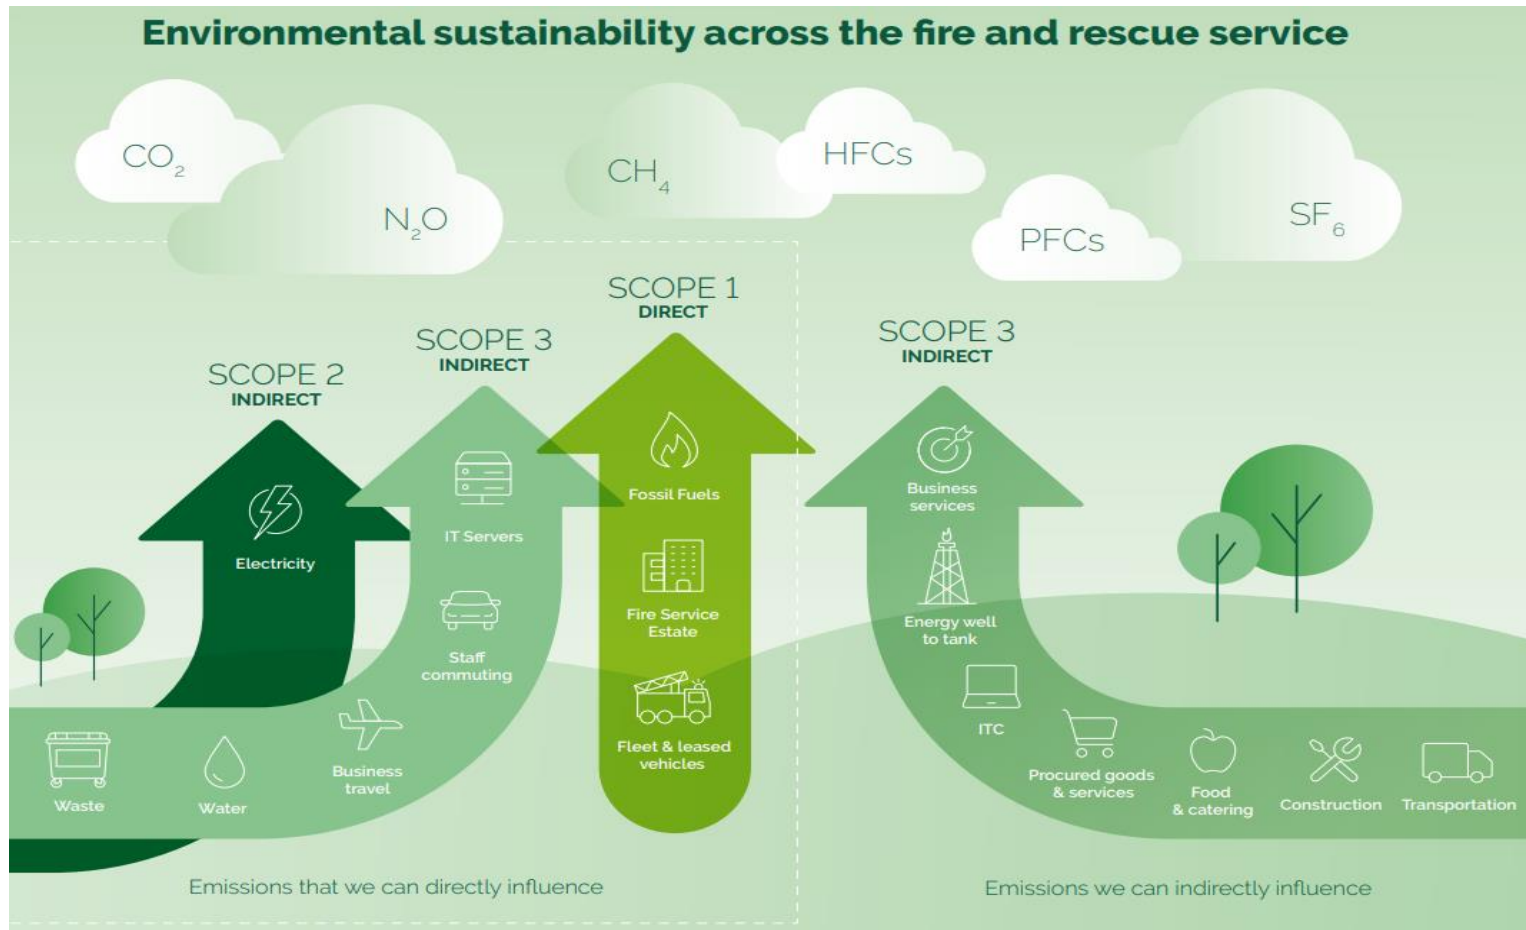 Environmental sustainability across the fire and rescue service
CO₂
N₂O
CH₄
HFCs
PFCs
SF₆
SCOPE 2
INDIRECT
Electricity
SCOPE 3
INDIRECT
IT Servers
Staff
commuting
Business
travel
Water
Waste
SCOPE 1
DIRECT
Fossil Fuels
Fire Service
Estate
Fleet & leased
vehicles
SCOPE 3
INDIRECT
Business
services
Energy well
to tank
ITC
Procured goods
& services
Food
& catering
Construction
Transportation
Emissions that we can directly influence
Emissions we can indirectly influence